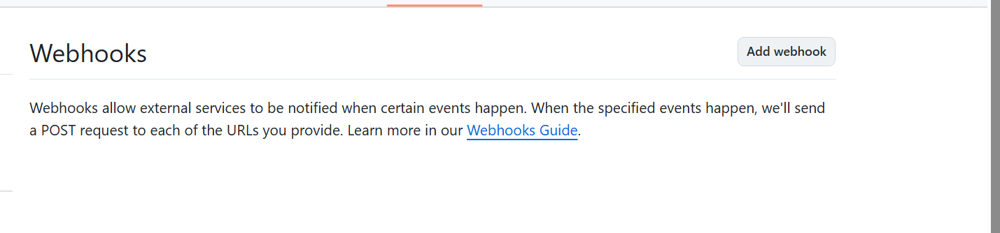 Webhooks
Add webhook
Webhooks allow external services to be notified when certain events happen. When the specified events happen, we'll send
a POST request to each of the URLs you provide. Learn more in our Webhooks Guide.